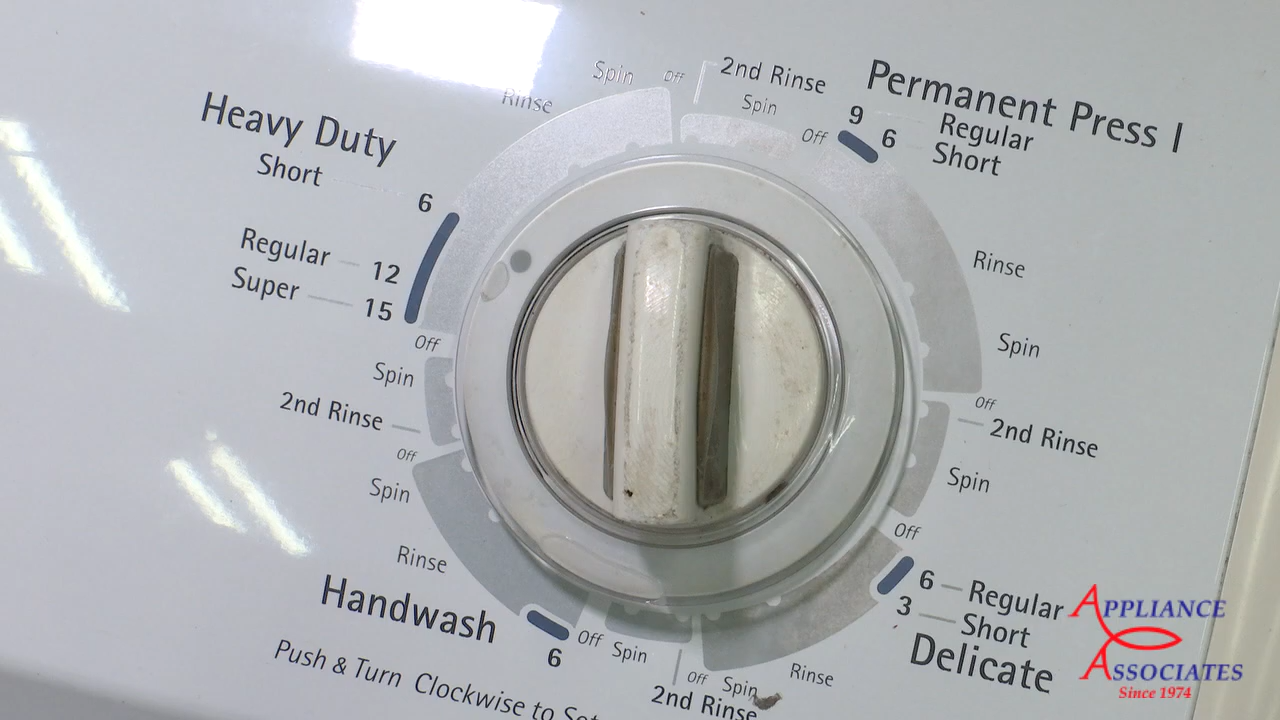 Spin Off
Rinse
Heavy Duty
Short
6
Regular 12
Super 15
Off
Spin
2nd Rinse
Off
Spin
Rinse
Handwash
6
Off Spin
Push & Turn Clockwise to Set
2nd Rinse
Spin
Off
Permanent Press I
9 Regular
6 Short
Rinse
Spin
Off
2nd Rinse
Spin
Off
6 Regular
3 Short
Delicate
Rinse
Off Spin
2nd Rinse
APPLIANCE
ASSOCIATES
Since 1974